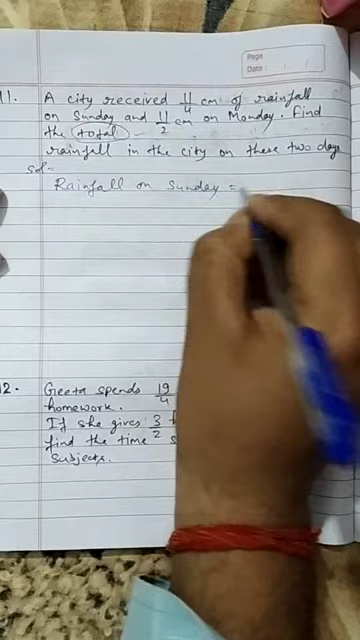 Page
Date
11. A city received 11/4 cm of rainfall
on Sunday and 11/2 cm on Monday. Find
the total
rainfall in the city on these two days
Sol-
Rainfall on Sunday =
12. Geeta spends 19/4
homework.
If she gives 3/2
find the time
subjects.